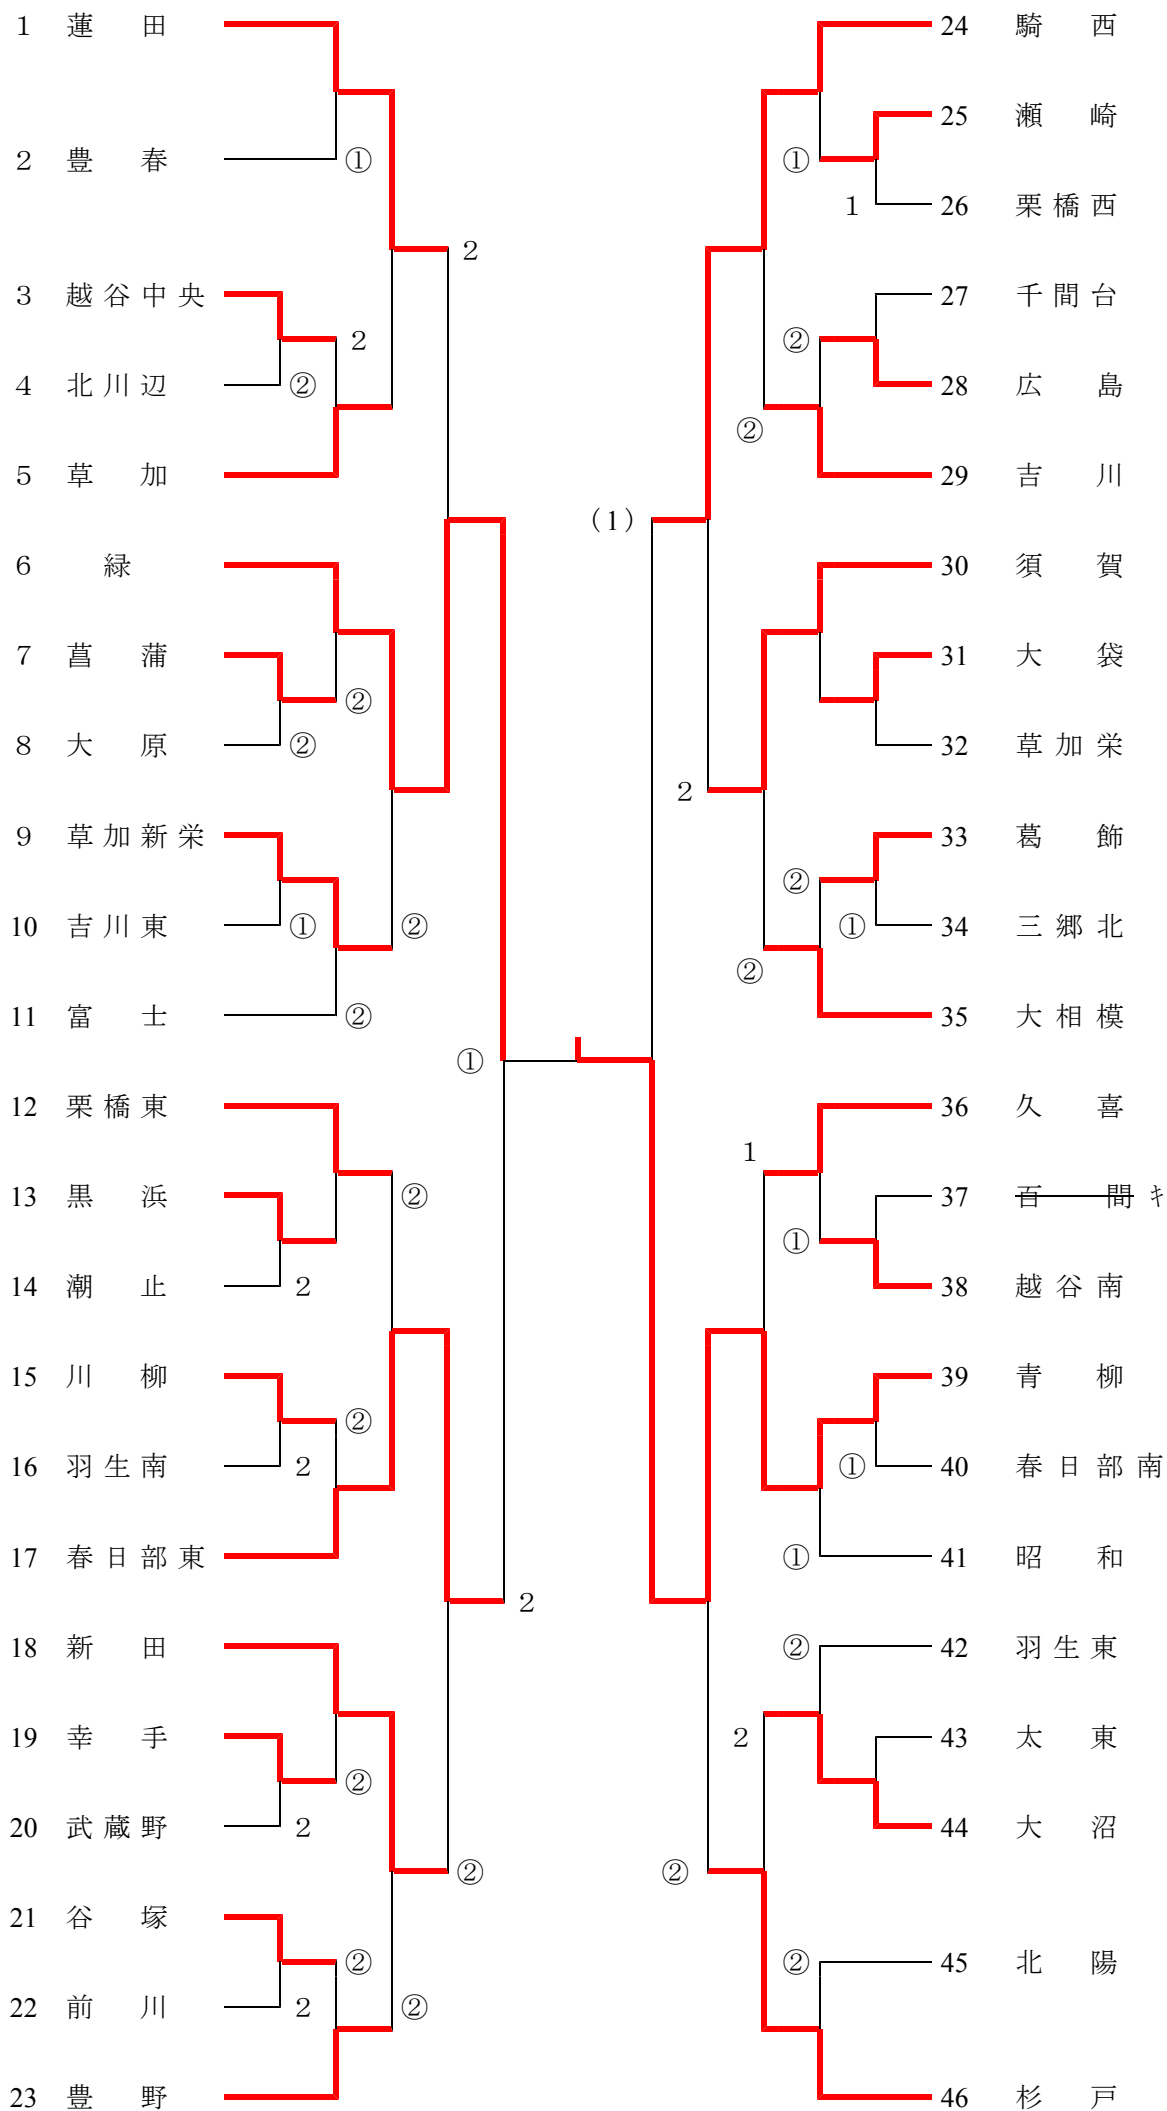 1 蓮田
2 豊春
①
2
3 越谷中央
2
4 北川辺
②
5 草加
6 緑
7 菖蒲
②
8 大原
②
9 草加新栄
10 吉川東
①
②
11 富士
②
①
12 栗橋東
13 黒浜
②
14 潮止
2
15 川柳
②
16 羽生南
2
17 春日部東
2
18 新田
19 幸手
②
20 武蔵野
2
②
21 谷塚
②
22 前川
2
②
23 豊野
24 騎西
25 瀬崎
①
1
26 栗橋西
27 千間台
②
28 広島
②
29 吉川
(1)
30 須賀
31 大袋
32 草加栄
2
33 葛飾
②
①
34 三郷北
②
35 大相模
36 久喜
1
37 百間 キ
①
38 越谷南
39 青柳
①
40 春日部南
①
41 昭和
②
42 羽生東
2
43 太東
44 大沼
②
②
45 北陽
46 杉戸